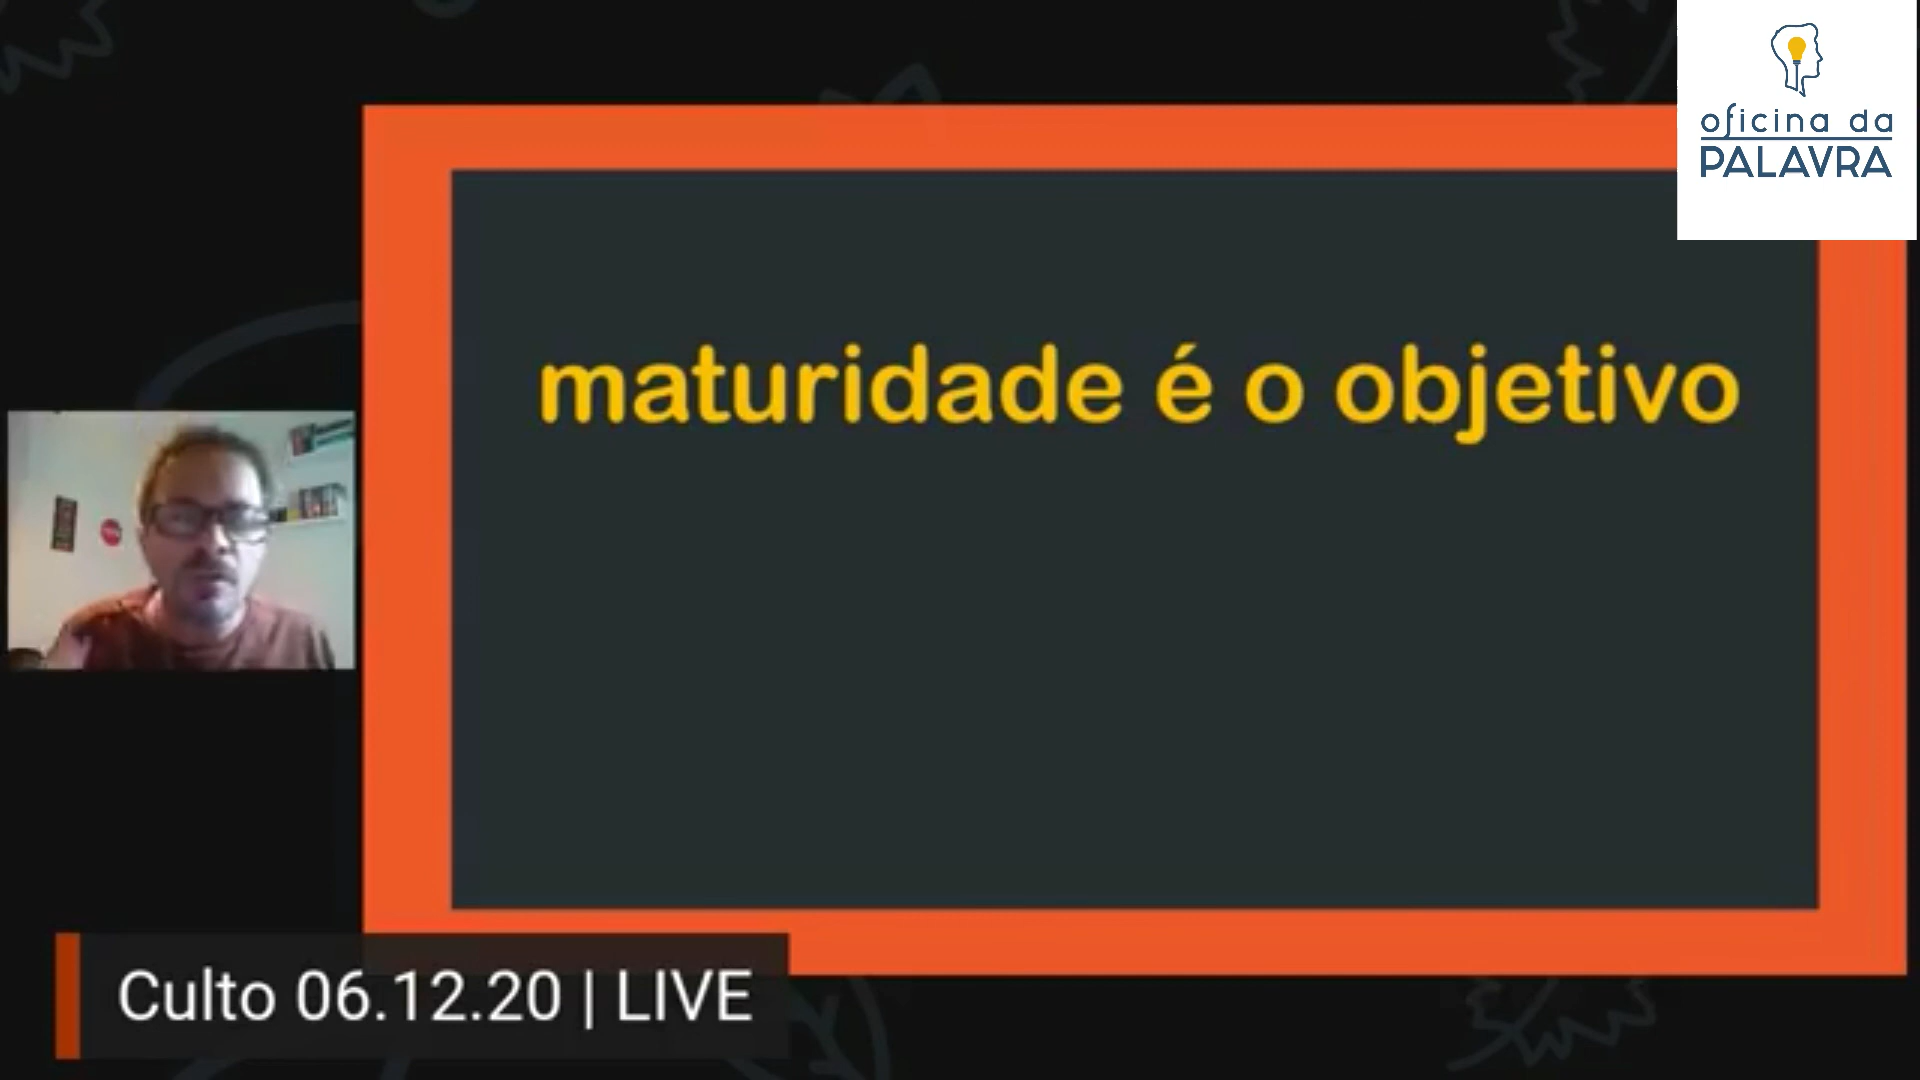 oficina da
PALAVRA
maturidade é o objetivo
Culto 06.12.20 | LIVE